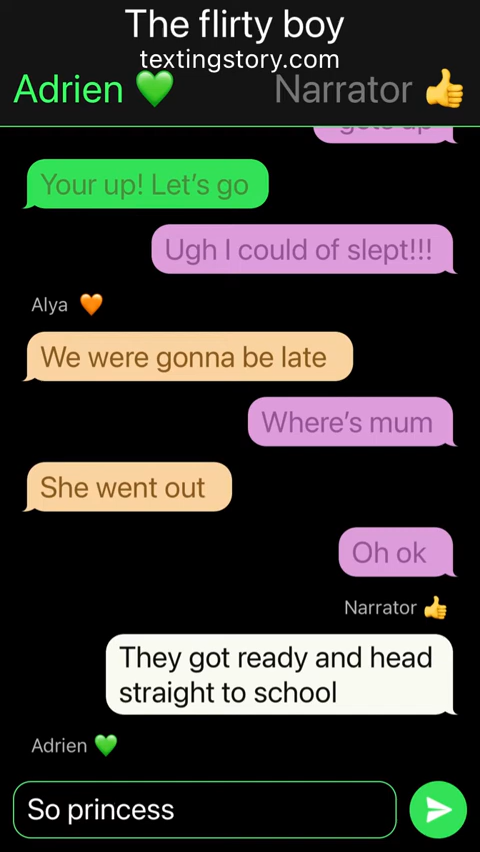 The flirty boy
textingstory.com
Adrien 💚 Narrator 👍
gets up
Your up! Let's go
Ugh I could of slept!!!
Alya 🧡
We were gonna be late
Where's mum
She went out
Oh ok
Narrator 👍
They got ready and head
straight to school
Adrien 💚
So princess